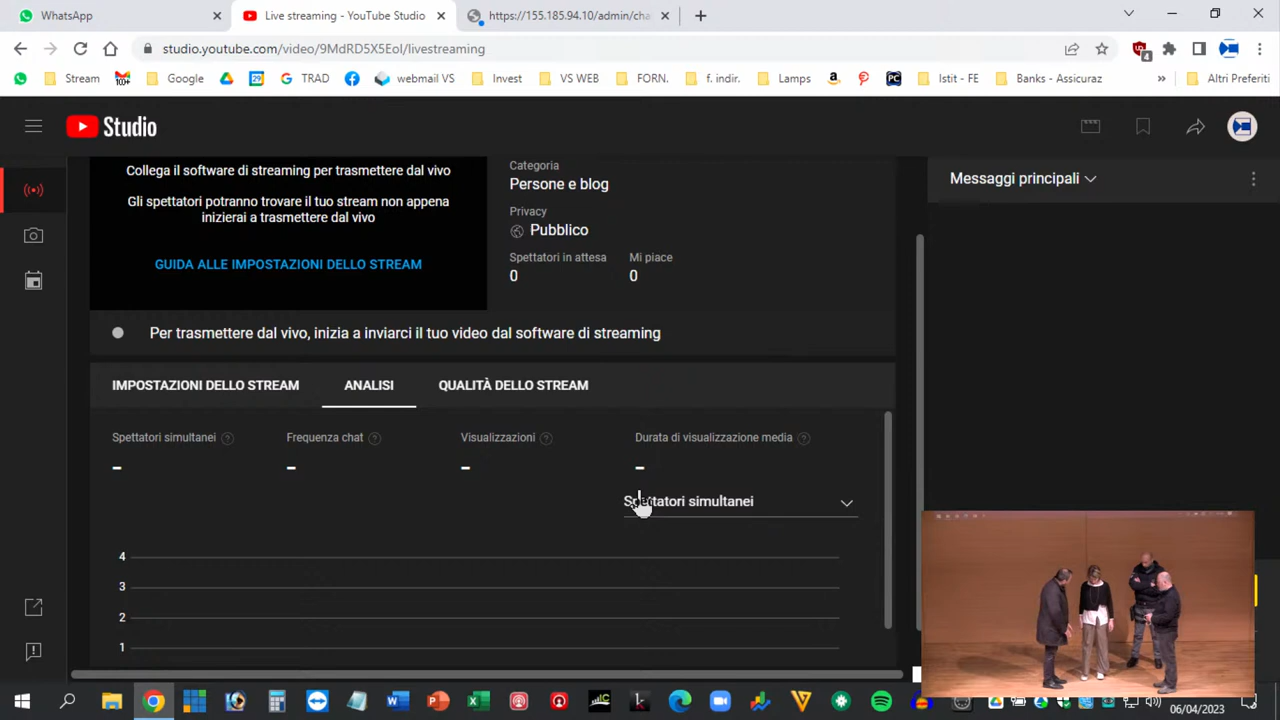 WhatsApp
Live streaming - YouTube Studio
https://155.185.94.10/admin/cha
studio.youtube.com/video/9MdRD5X5EoI/livestreaming
4
Stream
100+
Google
TRAD
webmail VS
Invest
VS WEB
FORN.
f. indir.
Lamps
Istit - FE
Banks - Assicuraz
»
Altri Preferiti
Studio
Collega il software di streaming per trasmettere dal vivo
Gli spettatori potranno trovare il tuo stream non appena
inizierai a trasmettere dal vivo
GUIDA ALLE IMPOSTAZIONI DELLO STREAM
Categoria
Persone e blog
Privacy
Pubblico
Spettatori in attesa
Mi piace
0
0
Messaggi principali
Per trasmettere dal vivo, inizia a inviarci il tuo video dal software di streaming
IMPOSTAZIONI DELLO STREAM
ANALISI
QUALITÀ DELLO STREAM
Spettatori simultanei
Frequenza chat
Visualizzazioni
Durata di visualizzazione media
–
–
–
–
Spettatori simultanei
4
3
2
1
06/04/2023